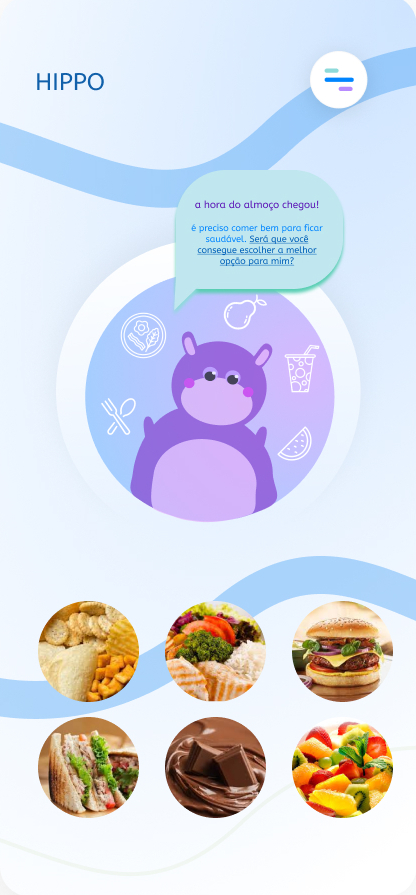 HIPPO
a hora do almoço chegou!
é preciso comer bem para ficar
saudável. Será que você
consegue escolher a melhor
opção para mim?